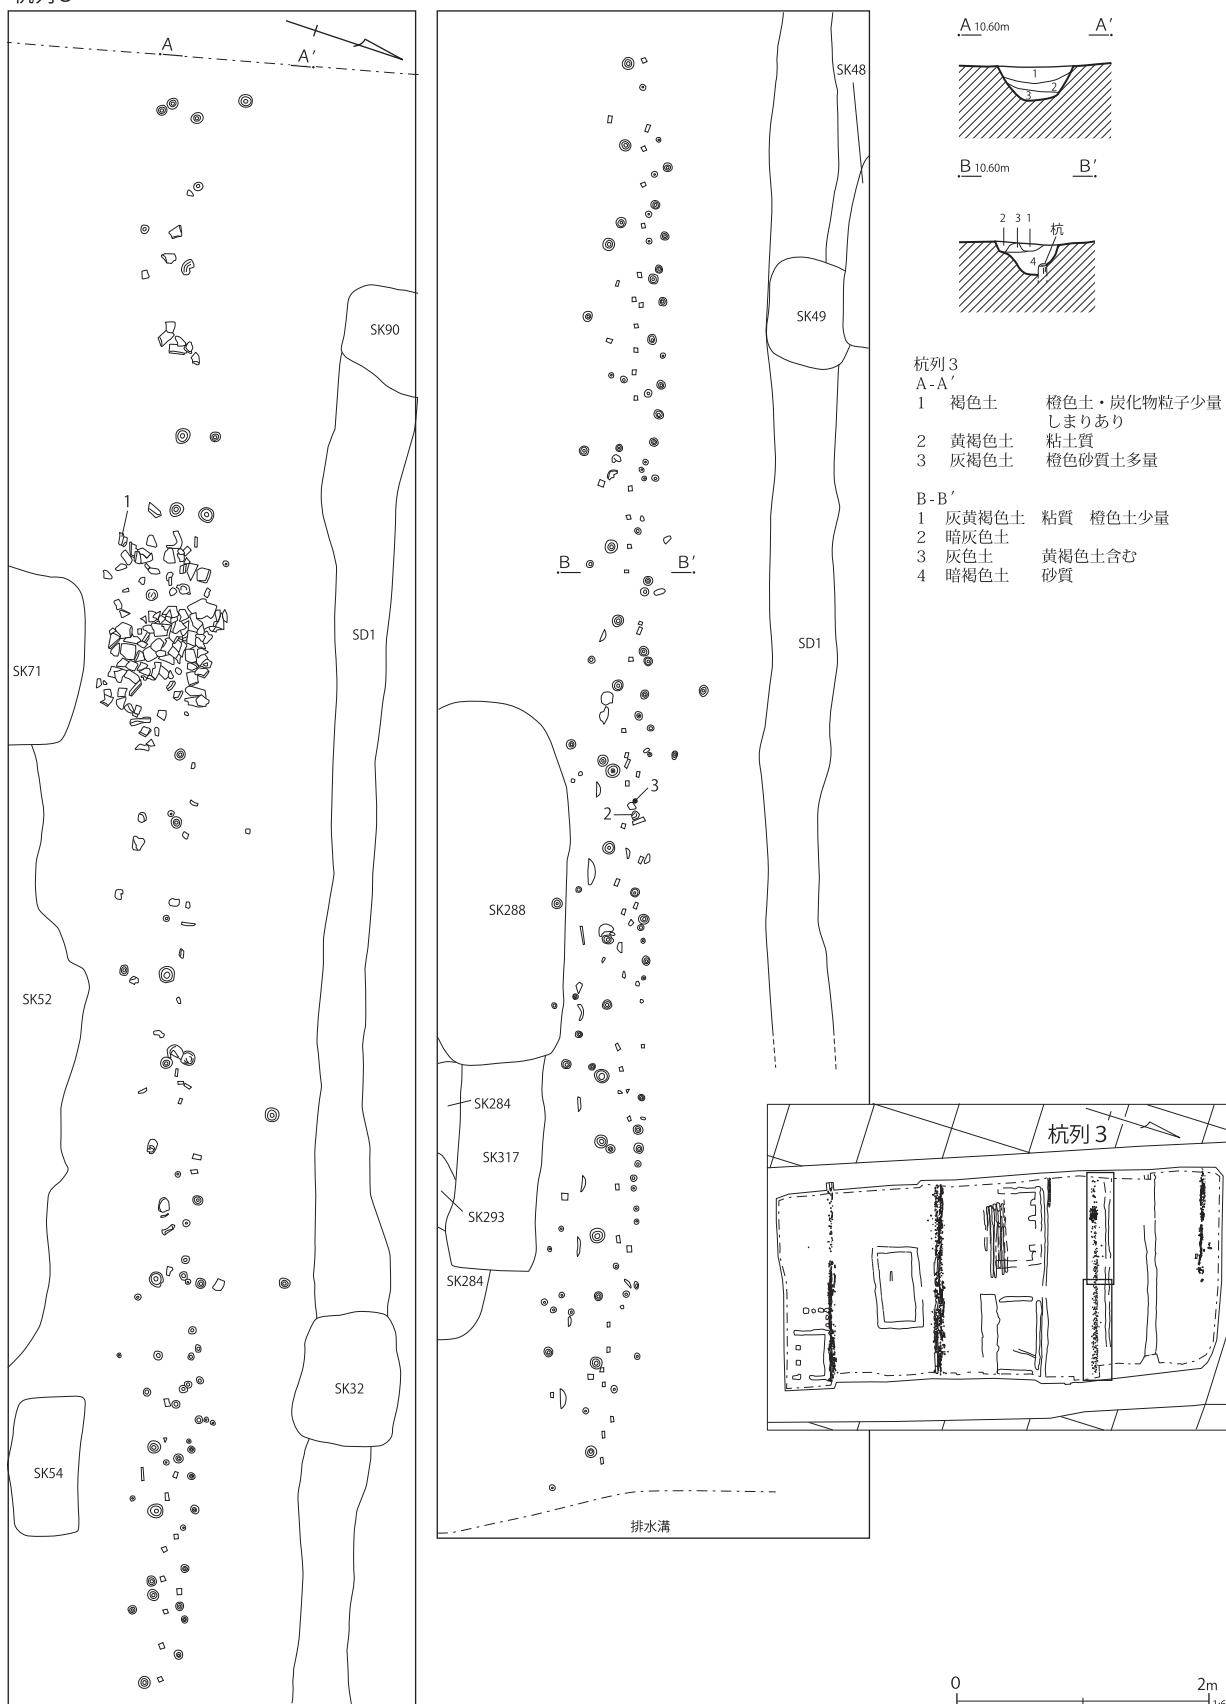 A
A′
SK90
1
SK71
SD1
SK52
SK32
SK54
SK48
SK49
B
B′
SD1
3
2
SK288
SK284
SK317
SK293
SK284
排水溝
A 10.60m A′
1
2
3
B 10.60m B′
2 3 1
杭
4
杭列3
A-A′
1 褐色土 橙色土・炭化物粒子少量
しまりあり
2 黄褐色土 粘土質
3 灰褐色土 橙色砂質土多量
B-B′
1 灰黄褐色土 粘質 橙色土少量
2 暗灰色土
3 灰色土 黄褐色土含む
4 暗褐色土 砂質
杭列3
0 2m